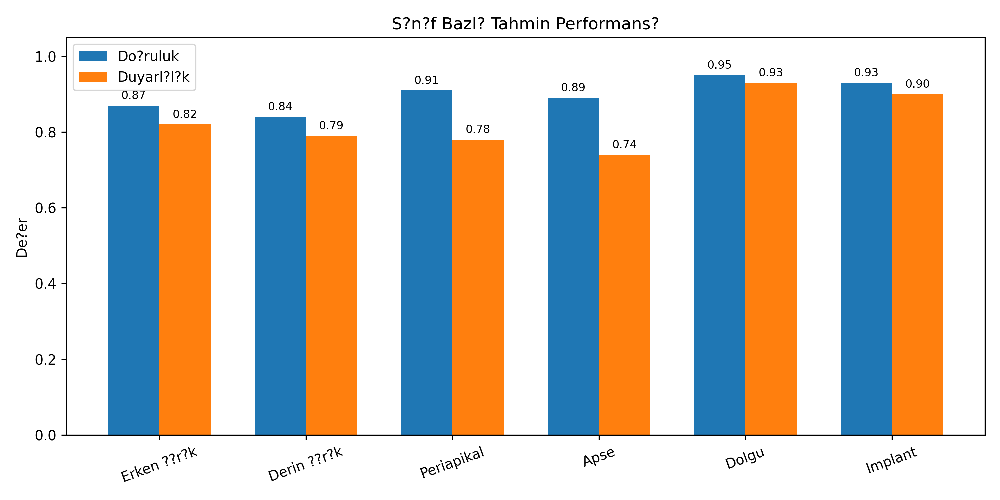 S?n?f Bazl? Tahmin Performans?
Do?ruluk
Duyarl?l?k
De?er
1.0
0.8
0.6
0.4
0.2
0.0
0.87
0.82
0.84
0.79
0.91
0.78
0.89
0.74
0.95
0.93
0.93
0.90
Erken ??r?k
Derin ??r?k
Periapikal
Apse
Dolgu
Implant